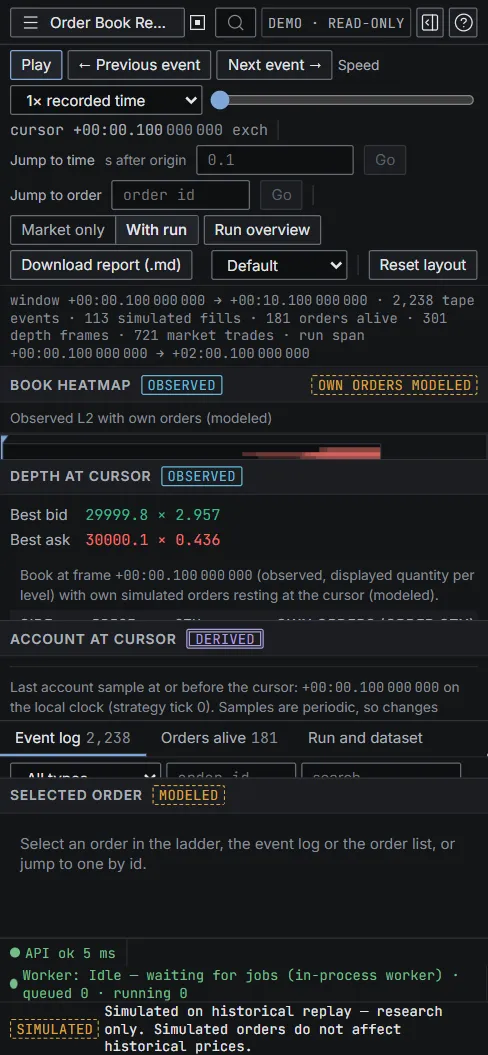 Order Book Re...
DEMO · READ-ONLY
Play
← Previous event
Next event →
Speed
1× recorded time
cursor +00:00.100 000 000 exch
Jump to time s after origin 0.1 Go
Jump to order order id Go
Market only
With run
Run overview
Download report (.md)
Default
Reset layout
window +00:00.100 000 000 → +00:10.100 000 000 · 2,238 tape
events · 113 simulated fills · 181 orders alive · 301
depth frames · 721 market trades · run span
+00:00.000 000 000 → +02:00.100 000 000
BOOK HEATMAP OBSERVED OWN ORDERS MODELED
Observed L2 with own orders (modeled)
DEPTH AT CURSOR OBSERVED
Best bid 29999.8 × 2.957
Best ask 30000.1 × 0.436
Book at frame +00:00.100 000 000 (observed, displayed quantity per
level) with own simulated orders resting at the cursor (modeled).
ACCOUNT AT CURSOR DERIVED
Last account sample at or before the cursor: +00:00.100 000 000 on
the local clock (strategy tick 0). Samples are periodic, so changes
Event log 2,238 Orders alive 181 Run and dataset
All types order id search
SELECTED ORDER MODELED
Select an order in the ladder, the event log or the order list, or
jump to one by id.
API ok 5 ms
Worker: Idle — waiting for jobs (in-process worker) ·
queued 0 · running 0
SIMULATED
Simulated on historical replay — research
only. Simulated orders do not affect
historical prices.